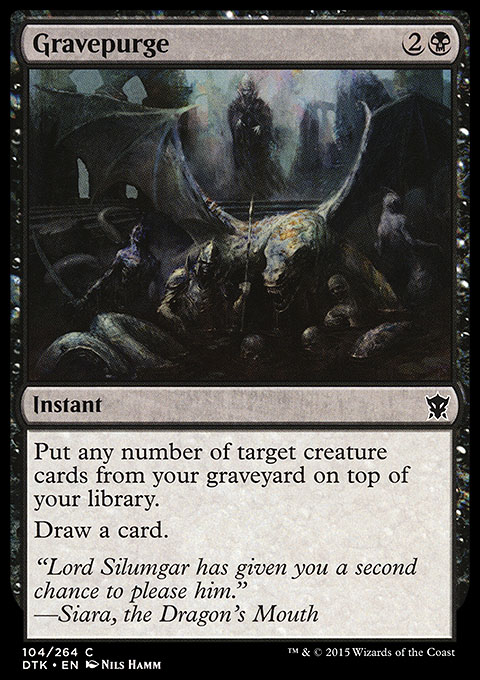 Gravepurge 2
Instant
Put any number of target creature
cards from your graveyard on top of
your library.
Draw a card.
“Lord Silumgar has given you a second
chance to please him.”
—Siara, the Dragon’s Mouth
104/264 C
DTK • EN Nils Hamm
™ & © 2015 Wizards of the Coast